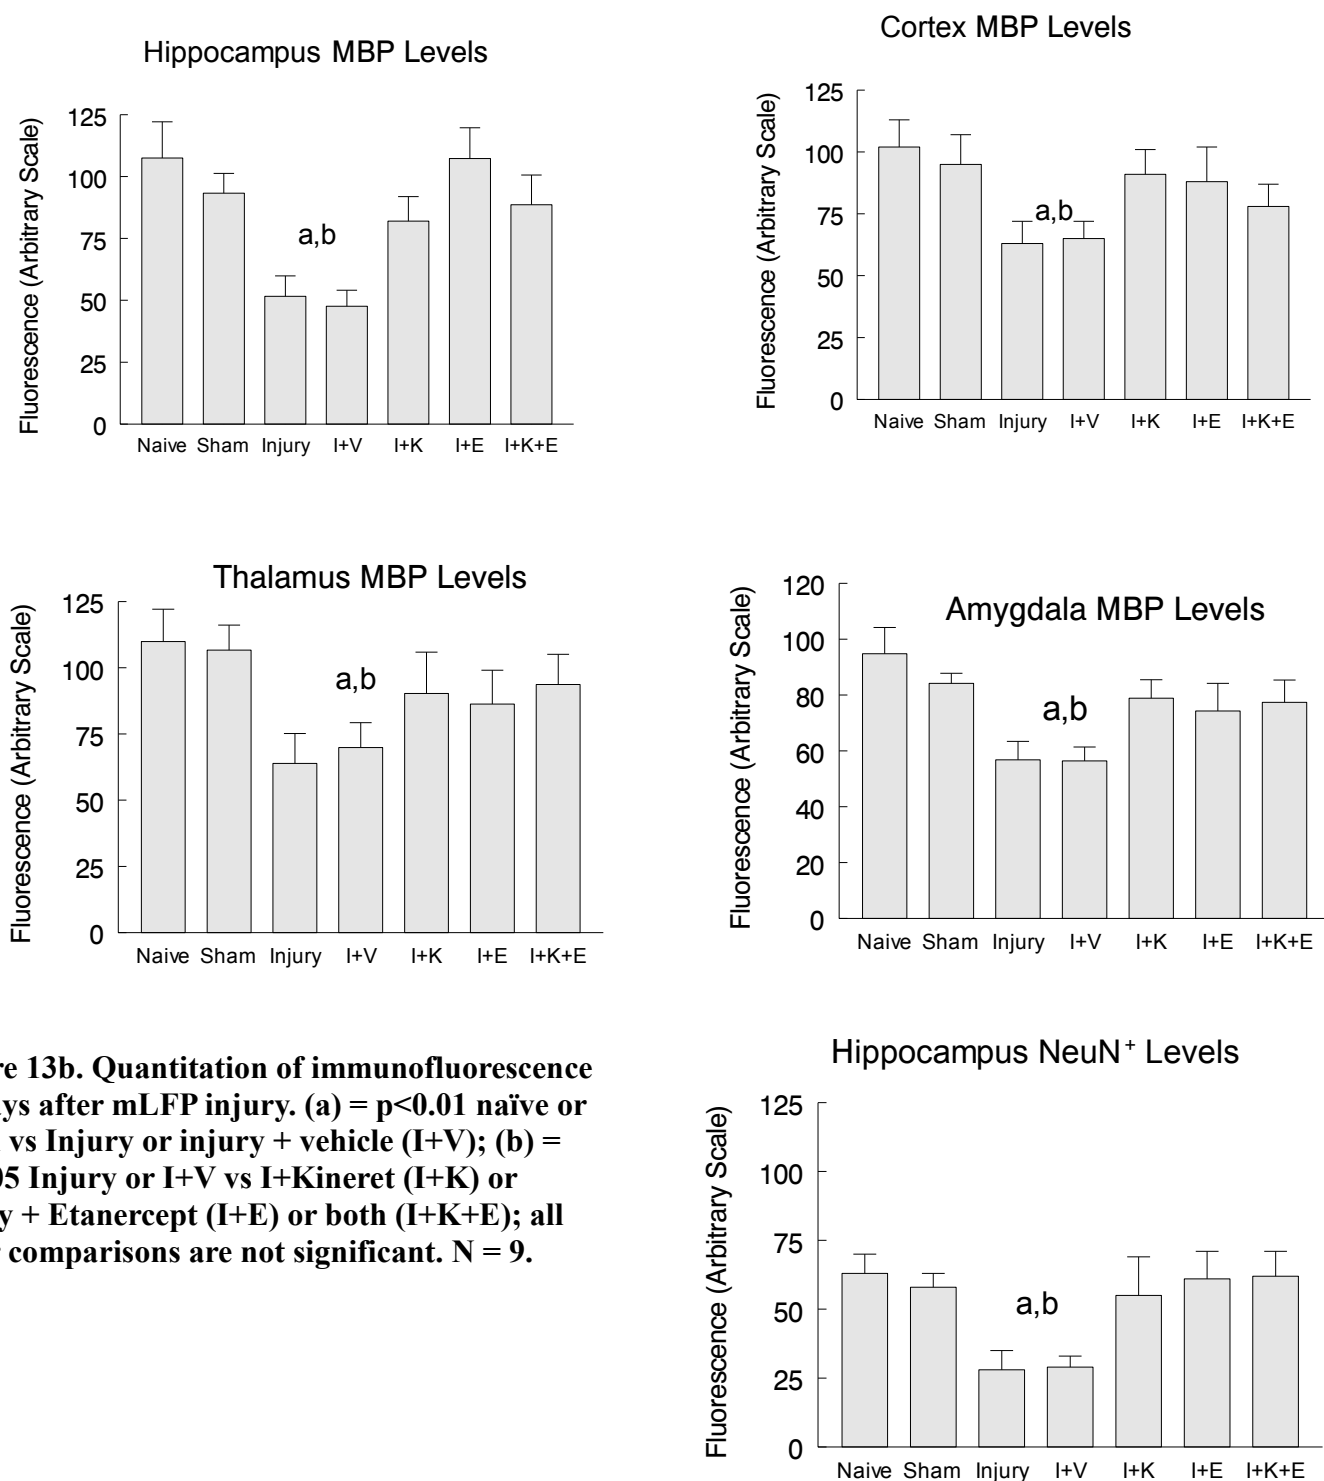 Hippocampus MBP Levels
Fluorescence (Arbitrary Scale)
125
100
75
50
25
0
a,b
Naive Sham Injury I+V I+K I+E I+K+E
Cortex MBP Levels
Fluorescence (Arbitrary Scale)
125
100
75
50
25
0
a,b
Naive Sham Injury I+V I+K I+E I+K+E
Thalamus MBP Levels
Fluorescence (Arbitrary Scale)
125
100
75
50
25
0
a,b
Naive Sham Injury I+V I+K I+E I+K+E
Amygdala MBP Levels
Fluorescence (Arbitrary Scale)
120
100
80
60
40
20
0
a,b
Naive Sham Injury I+V I+K I+E I+K+E
re 13b. Quantitation of immunofluorescence
ys after mLFP injury. (a) = p<0.01 naïve or
vs Injury or injury + vehicle (I+V); (b) =
05 Injury or I+V vs I+Kineret (I+K) or
y + Etanercept (I+E) or both (I+K+E); all
r comparisons are not significant. N = 9.
Hippocampus NeuN+ Levels
Fluorescence (Arbitrary Scale)
125
100
75
50
25
0
a,b
Naive Sham Injury I+V I+K I+E I+K+E